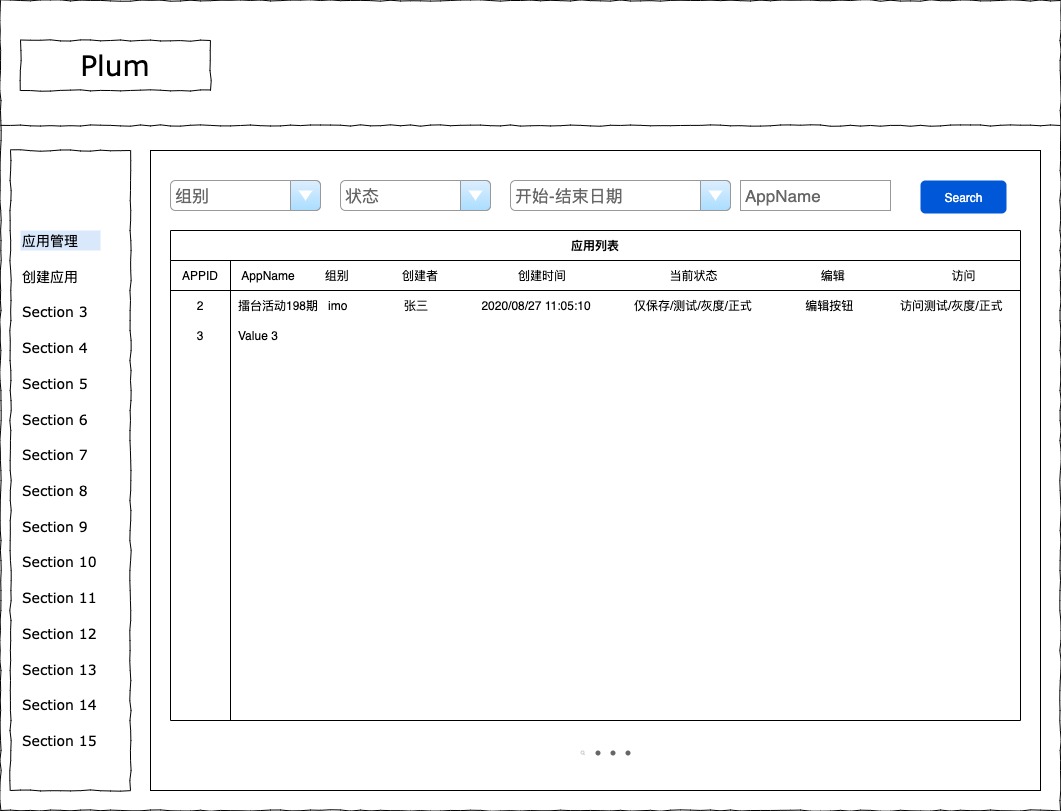 Plum
应用管理
创建应用
Section 3
Section 4
Section 5
Section 6
Section 7
Section 8
Section 9
Section 10
Section 11
Section 12
Section 13
Section 14
Section 15
组别 状态 开始-结束日期 AppName Search
应用列表
APPID AppName 组别 创建者 创建时间 当前状态 编辑 访问
2 擂台活动198期 imo 张三 2020/08/27 11:05:10 仅保存/测试/灰度/正式 编辑按钮 访问测试/灰度/正式
3 Value 3